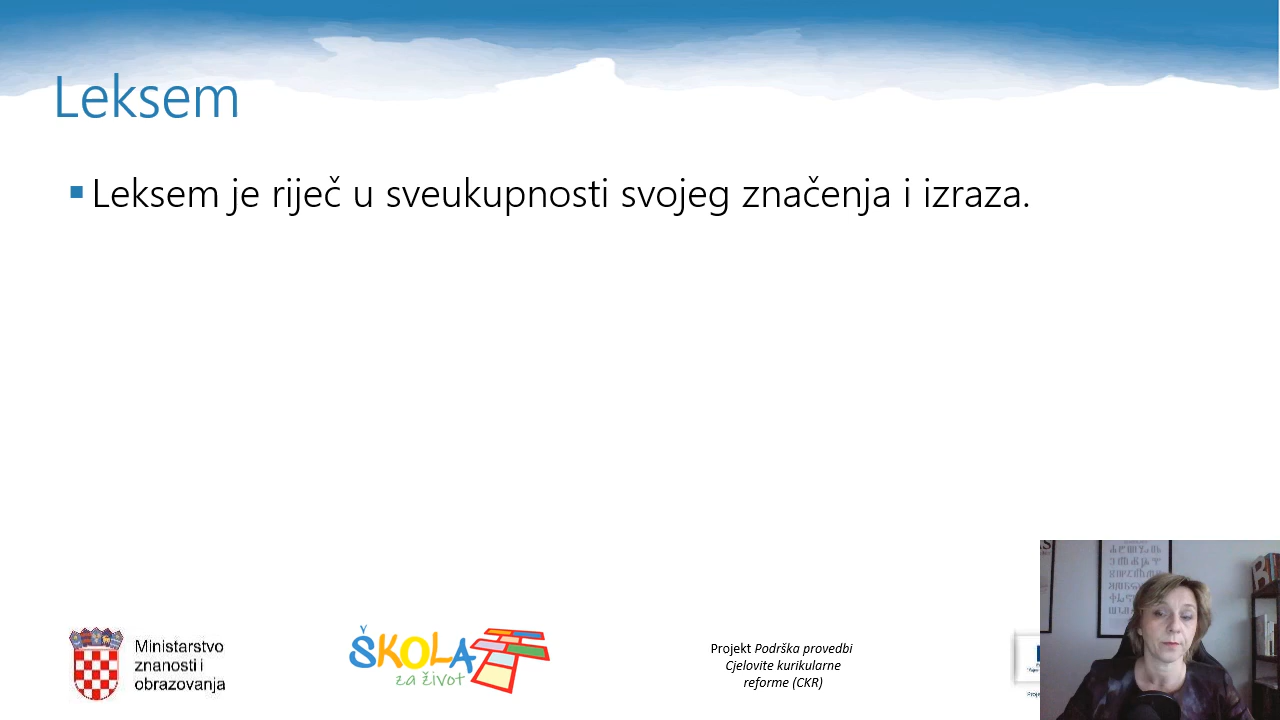 Leksem
Leksem je riječ u sveukupnosti svojeg značenja i izraza.
Ministarstvo
znanosti i
obrazovanja
ŠKOLA
za život
Projekt Podrška provedbi
Cjelovite kurikularne
reforme (CKR)